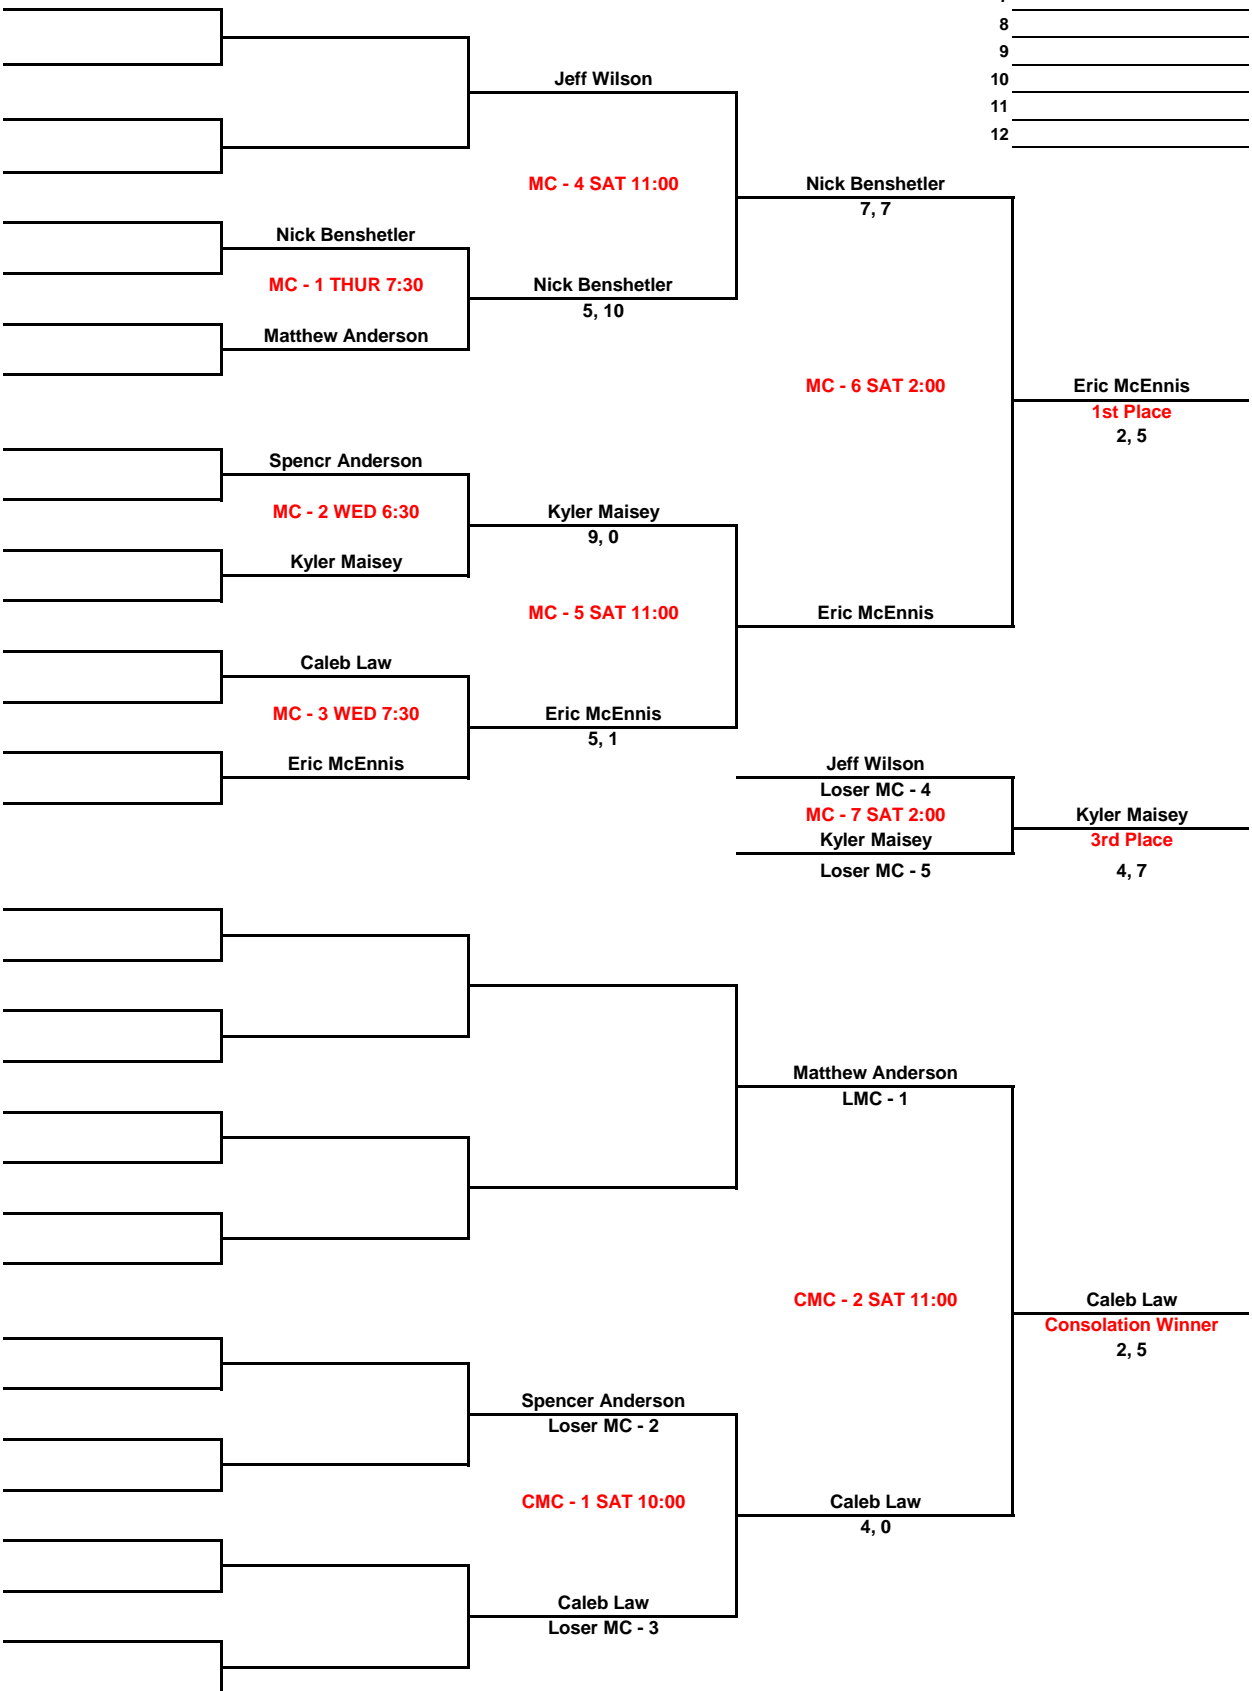 8
9
Jeff Wilson
10
11
12
MC - 4 SAT 11:00
Nick Benshetler
7, 7
Nick Benshetler
MC - 1 THUR 7:30
Nick Benshetler
5, 10
Matthew Anderson
MC - 6 SAT 2:00
Eric McEnnis
1st Place
2, 5
Spencr Anderson
MC - 2 WED 6:30
Kyler Maisey
9, 0
Kyler Maisey
MC - 5 SAT 11:00
Eric McEnnis
Caleb Law
MC - 3 WED 7:30
Eric McEnnis
5, 1
Eric McEnnis
Jeff Wilson
Loser MC - 4
MC - 7 SAT 2:00
Kyler Maisey
Kyler Maisey
3rd Place
Loser MC - 5
4, 7
Matthew Anderson
LMC - 1
CMC - 2 SAT 11:00
Caleb Law
Consolation Winner
2, 5
Spencer Anderson
Loser MC - 2
CMC - 1 SAT 10:00
Caleb Law
4, 0
Caleb Law
Loser MC - 3